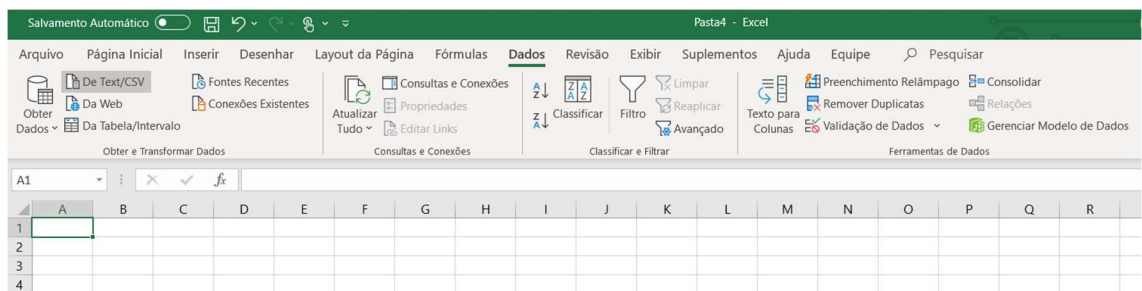 Salvamento Automático Pasta4 - Excel
Arquivo Página Inicial Inserir Desenhar Layout da Página Fórmulas Dados Revisão Exibir Suplementos Ajuda Equipe Pesquisar
Obter Dados
De Text/CSV
Da Web
Da Tabela/Intervalo
Fontes Recentes
Conexões Existentes
Obter e Transformar Dados
Atualizar Tudo
Consultas e Conexões
Propriedades
Editar Links
Consultas e Conexões
Classificar
Filtro
Limpar
Reaplicar
Avançado
Classificar e Filtrar
Texto para Colunas
Preenchimento Relâmpago
Remover Duplicatas
Validação de Dados
Consolidar
Relações
Gerenciar Modelo de Dados
Ferramentas de Dados
A1 fx
A B C D E F G H I J K L M N O P Q R
1
2
3
4